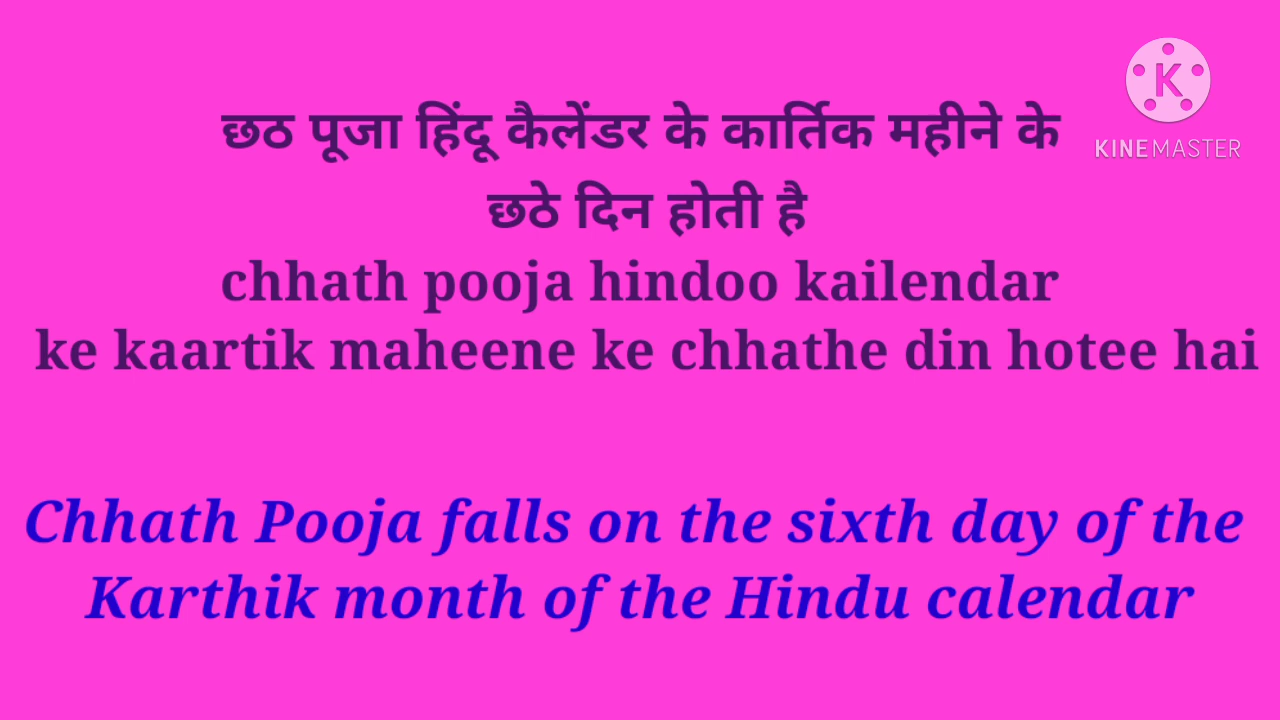 छठ पूजा हिंदू कैलेंडर के कार्तिक महीने के
छठे दिन होती है
chhath pooja hindoo kailendar
ke kaartik maheene ke chhathe din hotee hai
Chhath Pooja falls on the sixth day of the
Karthik month of the Hindu calendar
K
KINEMASTER